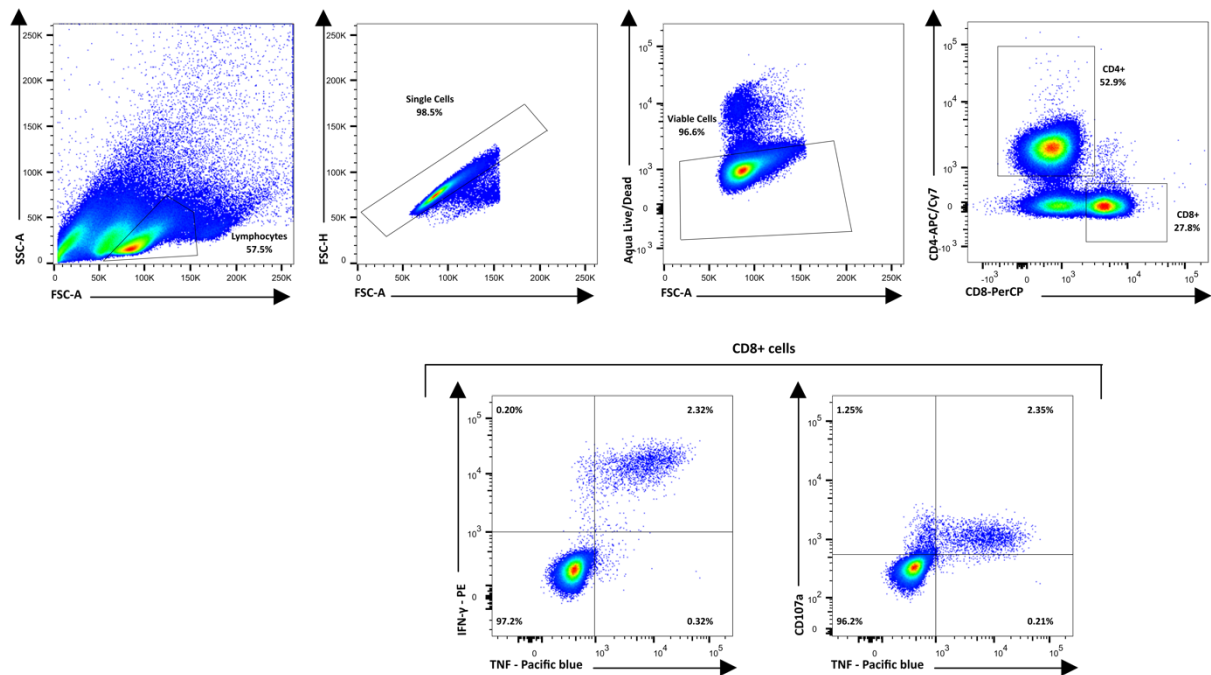 250K
200K
150K
100K
50K
0
SSC-A
Lymphocytes
57.5%
0
50K
100K
150K
200K
250K
FSC-A
250K
200K
150K
100K
50K
0
FSC-H
Single Cells
98.5%
0
50K
100K
150K
200K
250K
FSC-A
10^5
10^4
10^3
0
-10^3
Aqua Live/Dead
Viable Cells
96.6%
0
50K
100K
150K
200K
250K
FSC-A
10^5
10^4
10^3
0
-10^3
CD4-APC/Cy7
CD4+
52.9%
CD8+
27.8%
-10^3
0
10^3
10^4
10^5
CD8-PerCP
CD8+ cells
0.20%
2.32%
10^5
10^4
10^3
0
IFN-γ - PE
97.2%
0.32%
0
10^3
10^4
10^5
TNF - Pacific blue
1.25%
2.35%
10^5
10^4
10^3
10^2
0
CD107a
96.2%
0.21%
0
10^3
10^4
10^5
TNF - Pacific blue